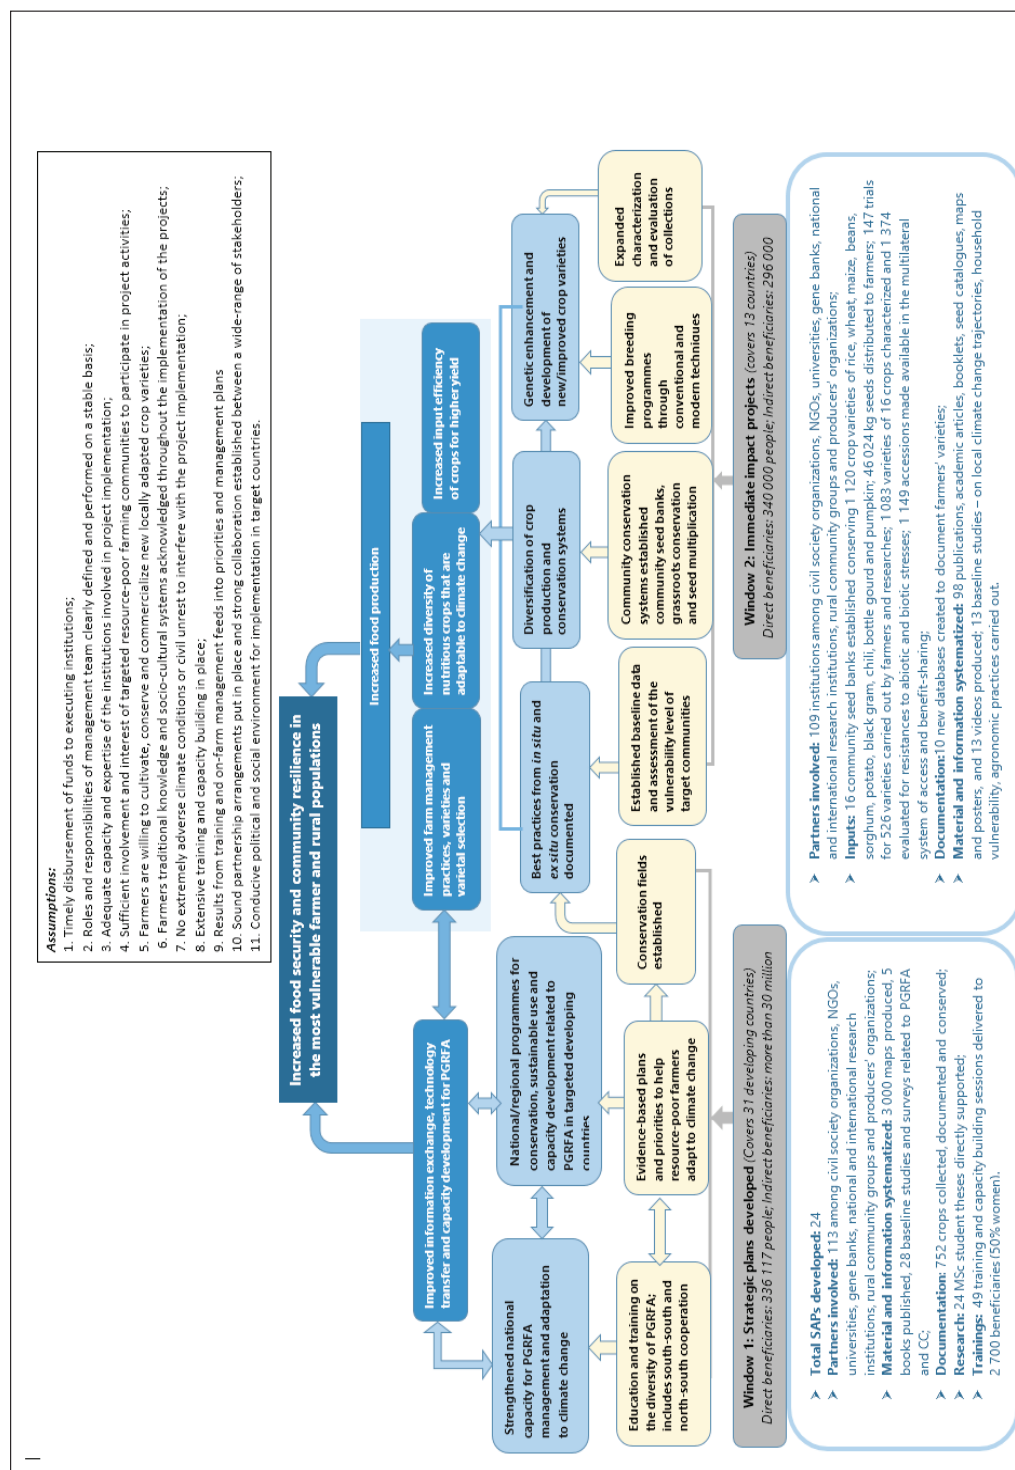 Assumptions:
1. Timely disbursement of funds to executing institutions;
2. Roles and responsibilities of management team clearly defined and performed on a stable basis;
3. Adequate capacity and expertise of the institutions involved in project implementation;
4. Sufficient involvement and interest of targeted resource-poor farming communities to participate in project activities;
5. Farmers are willing to cultivate, conserve and commercialize new locally adapted crop varieties;
6. Farmers traditional knowledge and socio-cultural systems acknowledged throughout the implementation of the projects;
7. No extremely adverse climate conditions or civil unrest to interfere with the project implementation;
8. Extensive training and capacity building in place;
9. Results from training and on-farm management feeds into priorities and management plans
10. Sound partnership arrangements put in place and strong collaboration established between a wide-range of stakeholders;
11. Conducive political and social environment for implementation in target countries.
Increased food security and community resilience in
the most vulnerable farmer and rural populations
Increased food production
Improved information exchange, technology
transfer and capacity development for PGRFA
Improved farm management
practices, varieties and
varietal selection
Increased diversity of
nutritious crops that are
adaptable to climate change
Increased input efficiency
of crops for higher yield
Strengthened national
capacity for PGRFA
management and adaptation
to climate change
National/regional programmes for
conservation, sustainable use and
capacity development related to
PGRFA in targeted developing
countries
Best practices from in situ and
ex situ conservation
documented
Diversification of crop
production and
conservation systems
Genetic enhancement and
development of
new/improved crop varieties
Education and training on
the diversity of PGRFA;
includes south-south and
north-south cooperation
Evidence-based plans
and priorities to help
resource-poor farmers
adapt to climate change
Conservation fields
established
Established baseline data
and assessment of the
vulnerability level of
target communities
Community conservation
systems established
community seed banks,
grassroots conservation
and seed multiplication
Improved breeding
programmes
through
conventional and
modern techniques
Expanded
characterization
and evaluation
of collections
Window 1: Strategic plans developed (Covers 31 developing countries)
Direct beneficiaries: 336 117 people; Indirect beneficiaries: more than 30 million
Window 2: Immediate impact projects (covers 13 countries)
Direct beneficiaries: 340 000 people; Indirect beneficiaries: 296 000
➤ Total SAPs developed: 24
➤ Partners involved: 113 among civil society organizations, NGOs,
universities, gene banks, national and international research
institutions, rural community groups and producers' organizations;
➤ Material and information systematized: 3 000 maps produced, 5
books published, 28 baseline studies and surveys related to PGRFA
and CC;
➤ Documentation: 752 crops collected, documented and conserved;
➤ Research: 24 MSc student theses directly supported;
➤ Trainings: 49 training and capacity building sessions delivered to
2 700 beneficiaries (50% women).
➤ Partners involved: 109 institutions among civil society organizations, NGOs, universities, gene banks, national
and international research institutions, rural community groups and producers' organizations;
➤ Inputs: 16 community seed banks established conserving 1 120 crop varieties of rice, wheat, maize, beans,
sorghum, potato, black gram, chili, bottle gourd and pumpkin; 46 024 kg seeds distributed to farmers; 147 trials
for 526 varieties carried out by farmers and researches; 1 083 varieties of 16 crops characterized and 1 374
evaluated for resistances to abiotic and biotic stresses; 1 149 accessions made available in the multilateral
system of access and benefit-sharing;
➤ Documentation:10 new databases created to document farmers' varieties;
➤ Material and information systematized: 98 publications, academic articles, booklets, seed catalogues, maps
and posters, and 13 videos produced; 13 baseline studies – on local climate change trajectories, household
vulnerability, agronomic practices carried out.